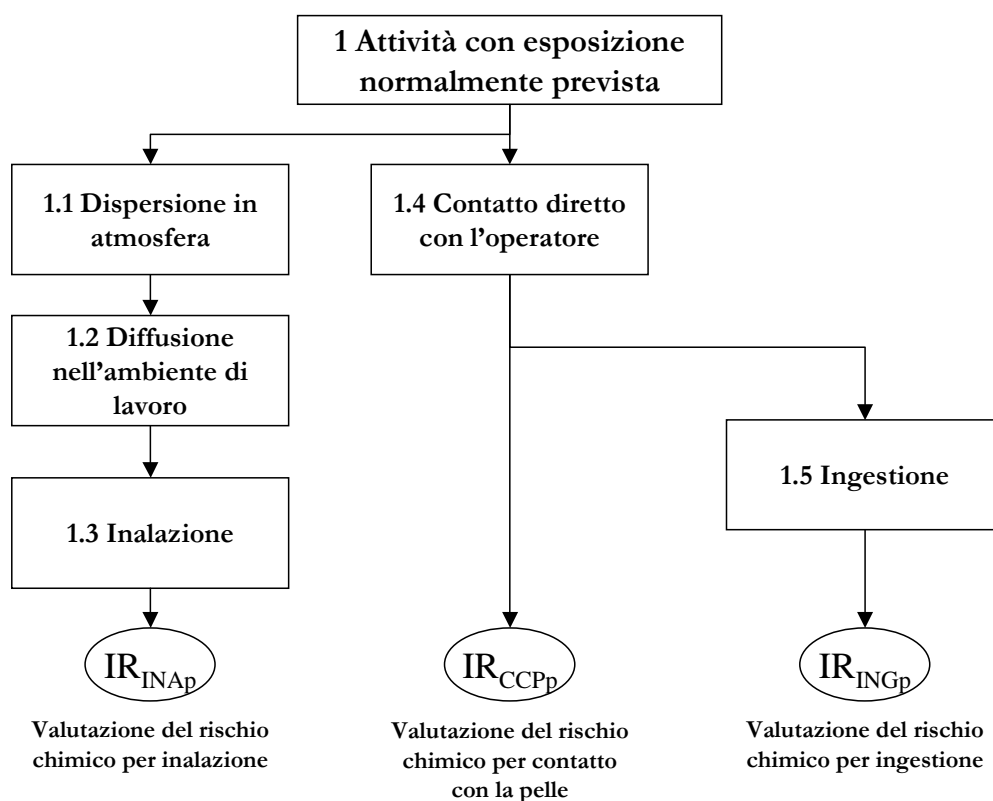 1 Attività con esposizione
normalmente prevista
1.1 Dispersione in
atmosfera
1.4 Contatto diretto
con l’operatore
1.2 Diffusione
nell’ambiente di
lavoro
1.5 Ingestione
1.3 Inalazione
IRINAp
IRCCPp
IRINGp
Valutazione del rischio
chimico per inalazione
Valutazione del rischio
chimico per contatto
con la pelle
Valutazione del rischio
chimico per ingestione